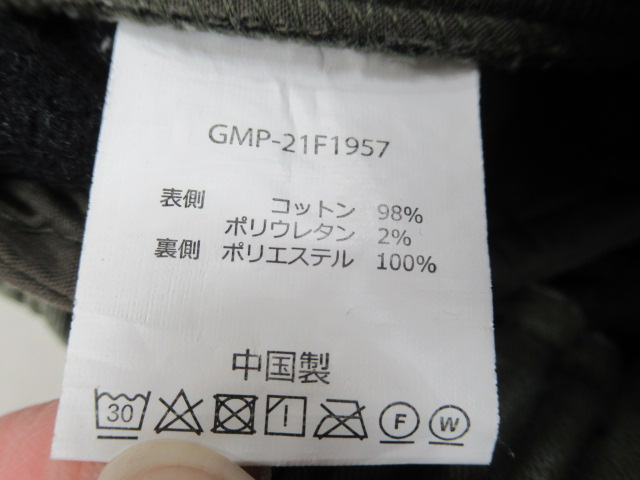 GMP-21F1957
表側 コットン 98%
ポリウレタン 2%
裏側 ポリエステル 100%
中国製
30 F W